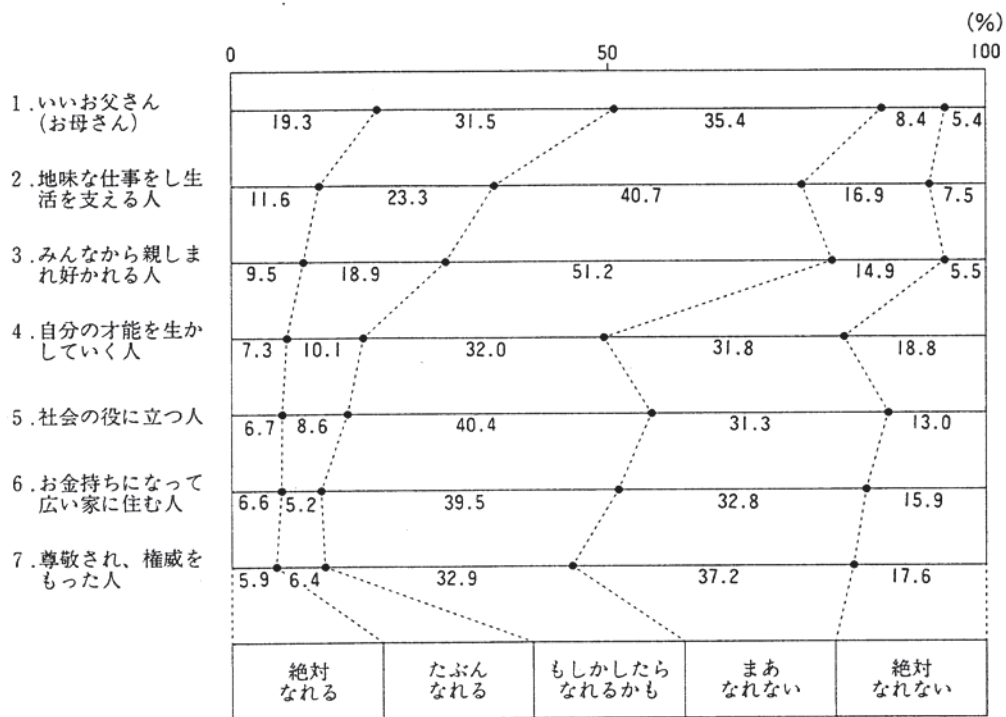 (%)
0 50 100
1.いいお父さん
(お母さん)
19.3 31.5 35.4 8.4 5.4
2.地味な仕事をし生
活を支える人
11.6 23.3 40.7 16.9 7.5
3.みんなから親しま
れ好かれる人
9.5 18.9 51.2 14.9 5.5
4.自分の才能を生か
していく人
7.3 10.1 32.0 31.8 18.8
5.社会の役に立つ人
6.7 8.6 40.4 31.3 13.0
6.お金持ちになって
広い家に住む人
6.6 5.2 39.5 32.8 15.9
7.尊敬され、権威を
もった人
5.9 6.4 32.9 37.2 17.6
絶対
なれる
たぶん
なれる
もしかしたら
なれるかも
まあ
なれない
絶対
なれない